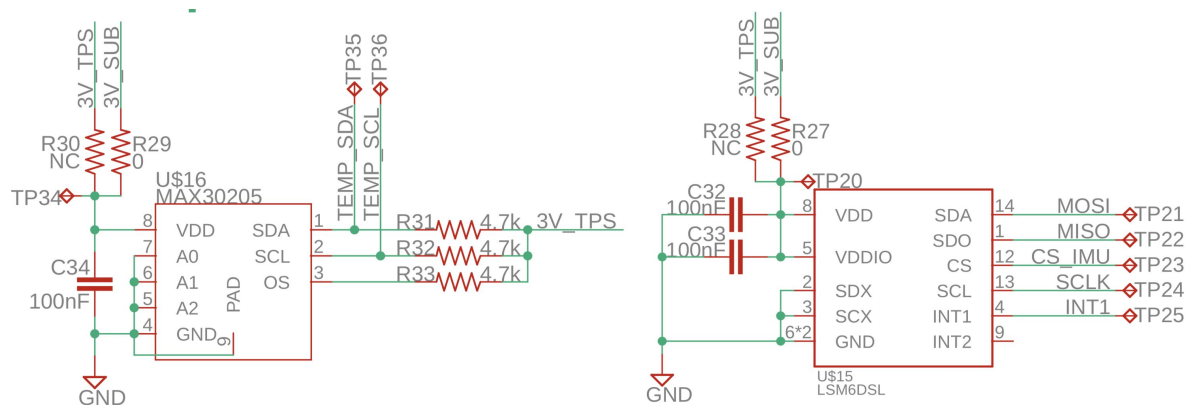 3V_TPS
3V_SUB
R30
NC
R29
0
TP34
U$16
MAX30205
8
VDD
7
A0
6
A1
5
A2
4
GND
9
PAD
SDA
1
SCL
2
OS
3
C34
100nF
GND
TEMP_SDA
TEMP_SCL
TP35
TP36
R31
4.7k
R32
4.7k
R33
4.7k
3V_TPS
3V_TPS
3V_SUB
R28
NC
R27
0
TP20
C32
100nF
C33
100nF
8
VDD
5
VDDIO
2
SDX
3
SCX
6*2
GND
SDA
14
MOSI
TP21
SDO
1
MISO
TP22
CS
12
CS_IMU
TP23
SCL
13
SCLK
TP24
INT1
4
INT1
TP25
INT2
9
U$15
LSM6DSL
GND